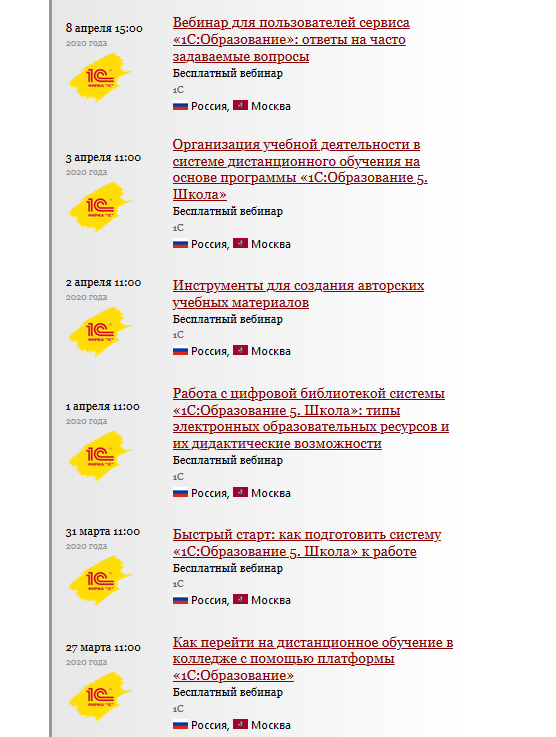 8 апреля 15:00
2020 года
1С
ФИРМА "1С"
Вебинар для пользователей сервиса
«1С:Образование»: ответы на часто
задаваемые вопросы
Бесплатный вебинар
1С
Россия, Москва
3 апреля 11:00
2020 года
1С
ФИРМА "1С"
Организация учебной деятельности в
системе дистанционного обучения на
основе программы «1С:Образование 5.
Школа»
Бесплатный вебинар
1С
Россия, Москва
2 апреля 11:00
2020 года
1С
ФИРМА "1С"
Инструменты для создания авторских
учебных материалов
Бесплатный вебинар
1С
Россия, Москва
1 апреля 11:00
2020 года
1С
ФИРМА "1С"
Работа с цифровой библиотекой системы
«1С:Образование 5. Школа»: типы
электронных образовательных ресурсов и
их дидактические возможности
Бесплатный вебинар
1С
Россия, Москва
31 марта 11:00
2020 года
1С
ФИРМА "1С"
Быстрый старт: как подготовить систему
«1С:Образование 5. Школа» к работе
Бесплатный вебинар
1С
Россия, Москва
27 марта 11:00
2020 года
1С
ФИРМА "1С"
Как перейти на дистанционное обучение в
колледже с помощью платформы
«1С:Образование»
Бесплатный вебинар
1С
Россия, Москва